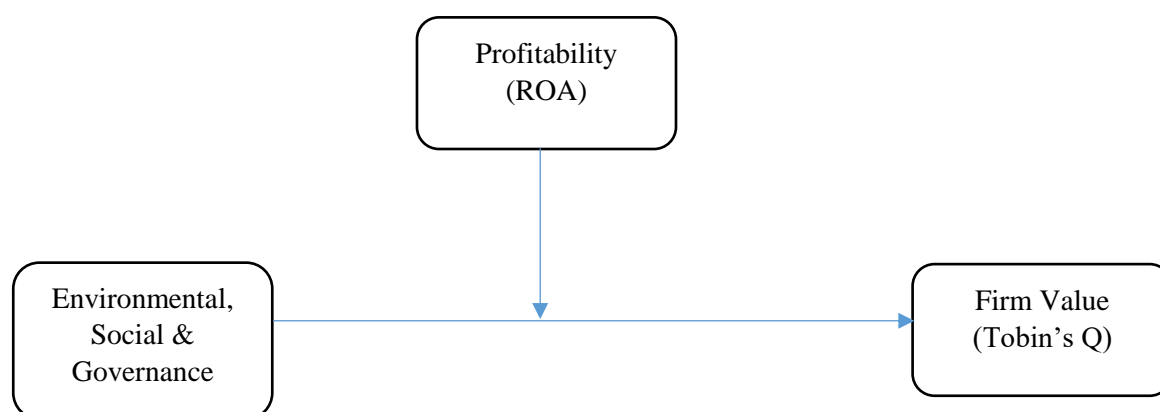 Profitability
(ROA)
Environmental,
Social &
Governance
Firm Value
(Tobin’s Q)